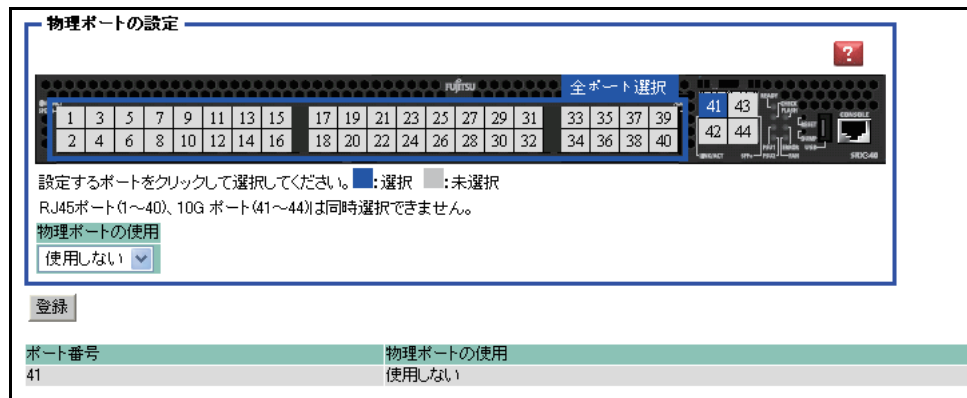 物理ポートの設定
?
FUJITSU
全ポート選択
1 3 5 7 9 11 13 15 17 19 21 23 25 27 29 31 33 35 37 39 41 43
2 4 6 8 10 12 14 16 18 20 22 24 26 28 30 32 34 36 38 40 42 44
READY
CHECK
CONSOLE
設定するポートをクリックして選択してください。 :選択 :未選択
RJ45ポート(1～40)、10G ポート(41～44)は同時選択できません。
物理ポートの使用
使用しない
登録
ポート番号 物理ポートの使用
41 使用しない